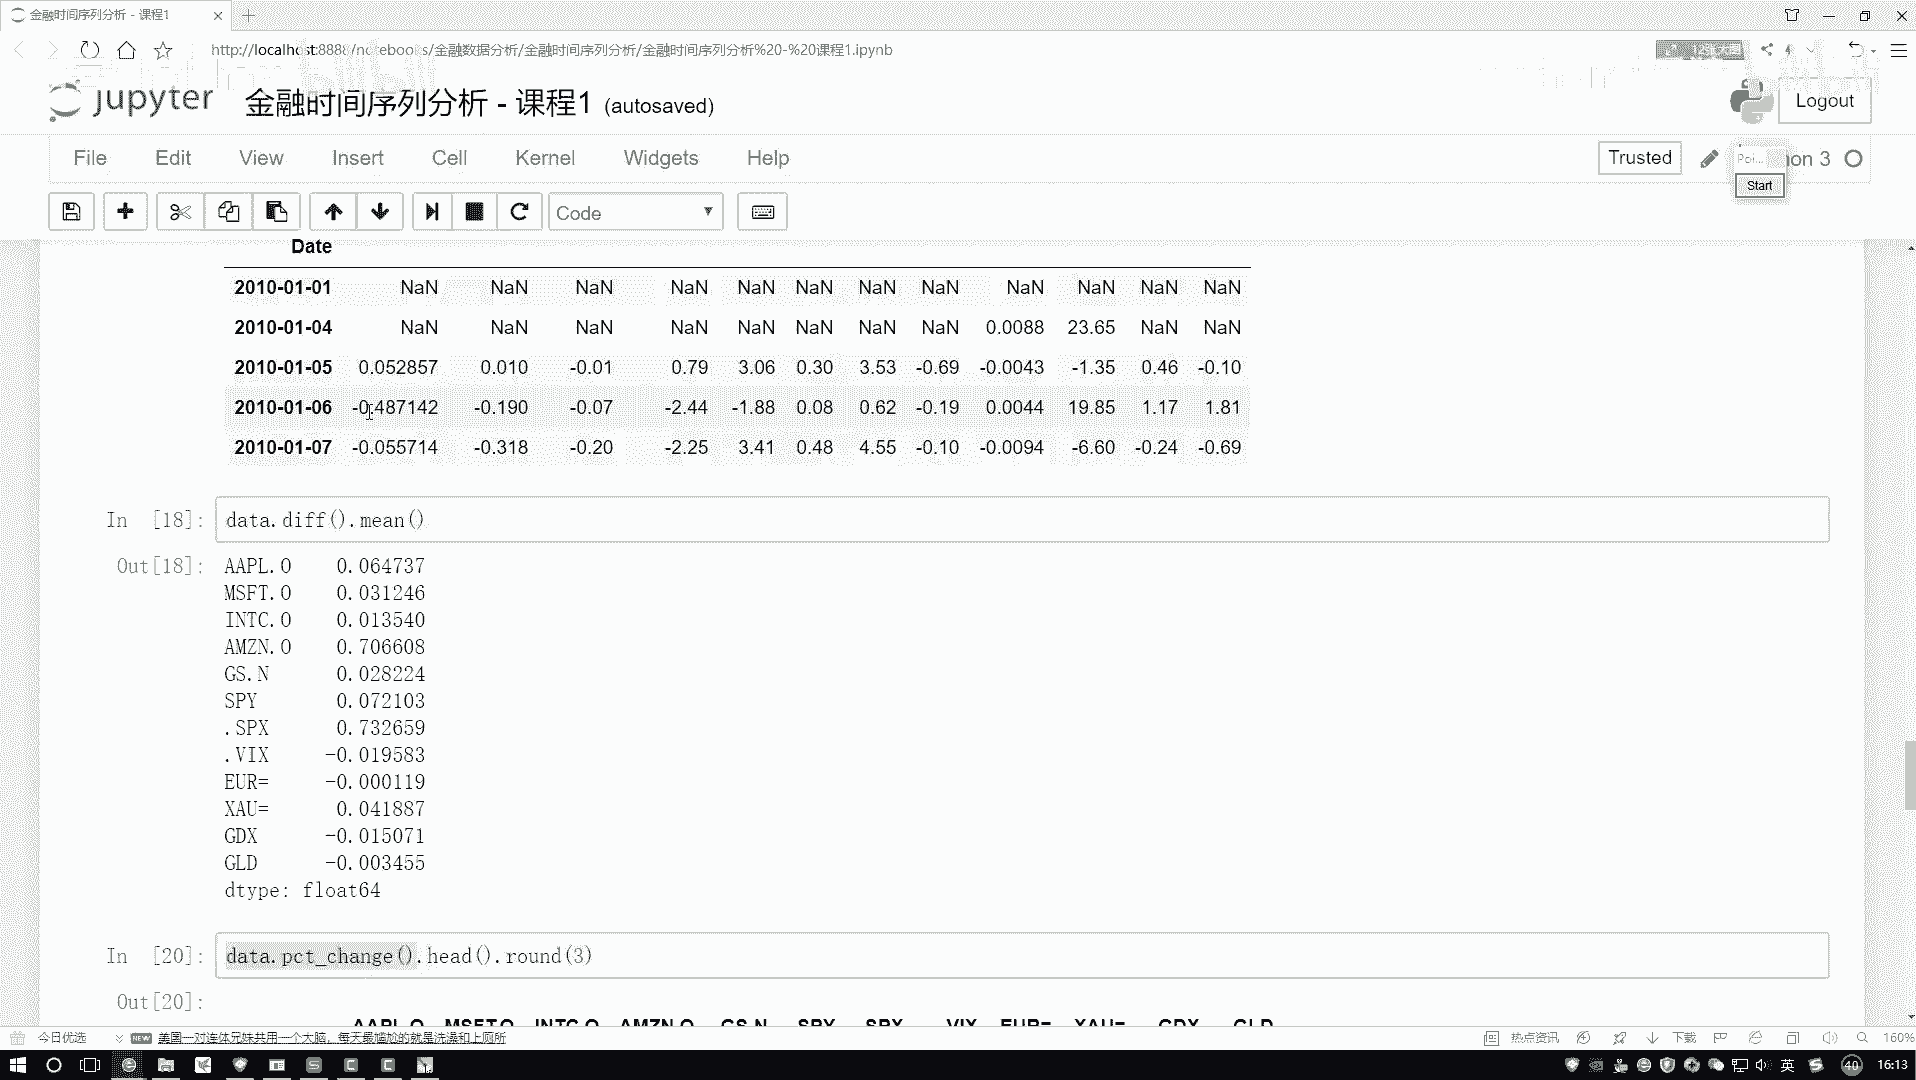 金融时间序列分析 - 课程1
http://localhost:8888/notebooks/金融数据分析/金融时间序列分析/金融时间序列分析%20-%20课程1.ipynb
jupyter 金融时间序列分析 - 课程1 (autosaved)
Logout
File Edit View Insert Cell Kernel Widgets Help
Trusted
Start
Code
Date
2010-01-01 NaN NaN NaN NaN NaN NaN NaN NaN NaN NaN NaN NaN
2010-01-04 NaN NaN NaN NaN NaN NaN NaN NaN 0.0088 23.65 NaN NaN
2010-01-05 0.052857 0.010 -0.01 0.79 3.06 0.30 3.53 -0.69 -0.0043 -1.35 0.46 -0.10
2010-01-06 -0.487142 -0.190 -0.07 -2.44 -1.88 0.08 0.62 -0.19 0.0044 19.85 1.17 1.81
2010-01-07 -0.055714 -0.318 -0.20 -2.25 3.41 0.48 4.55 -0.10 -0.0094 -6.60 -0.24 -0.69
In [18]: data.diff().mean()
Out[18]: AAPL.O 0.064737
MSFT.O 0.031246
INTC.O 0.013540
AMZN.O 0.706608
GS.N 0.028224
SPY 0.072103
.SPX 0.732659
.VIX -0.019583
EUR= -0.000119
XAU= 0.041887
GDX -0.015071
GLD -0.003455
dtype: float64
In [20]: data.pct_change().head().round(3)
Out[20]:
AAPL.O MSFT.O INTC.O AMZN.O GS.N SPY .SPX .VIX EUR= XAU= GDX GLD
今日优选
NEW 美国一对连体兄妹共用一个大脑，每天最尴尬的就是洗澡和上厕所
热点资讯
下载
160%
英
40
16:13